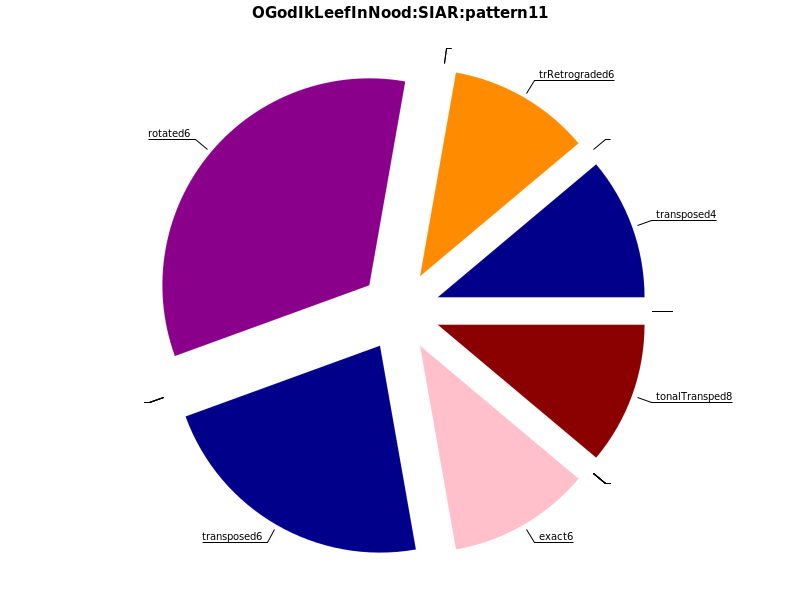 OGodIkLeefInNood:SIAR:pattern11
trRetrograded6
rotated6
transposed4
tonalTransped8
transposed6
exact6